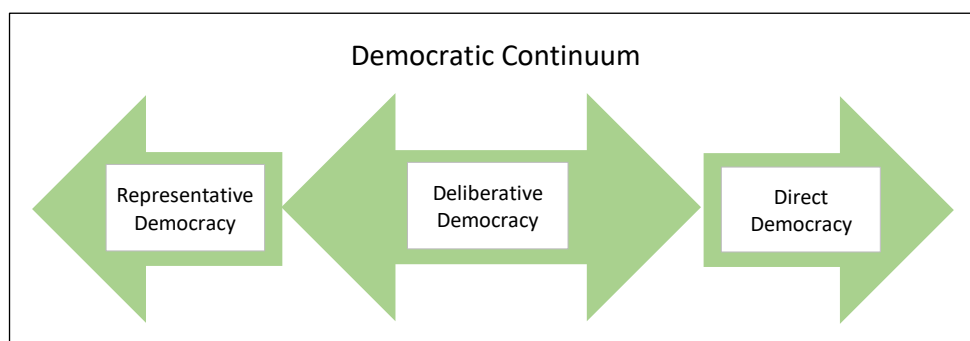 Democratic Continuum
Representative
Democracy
Deliberative
Democracy
Direct
Democracy